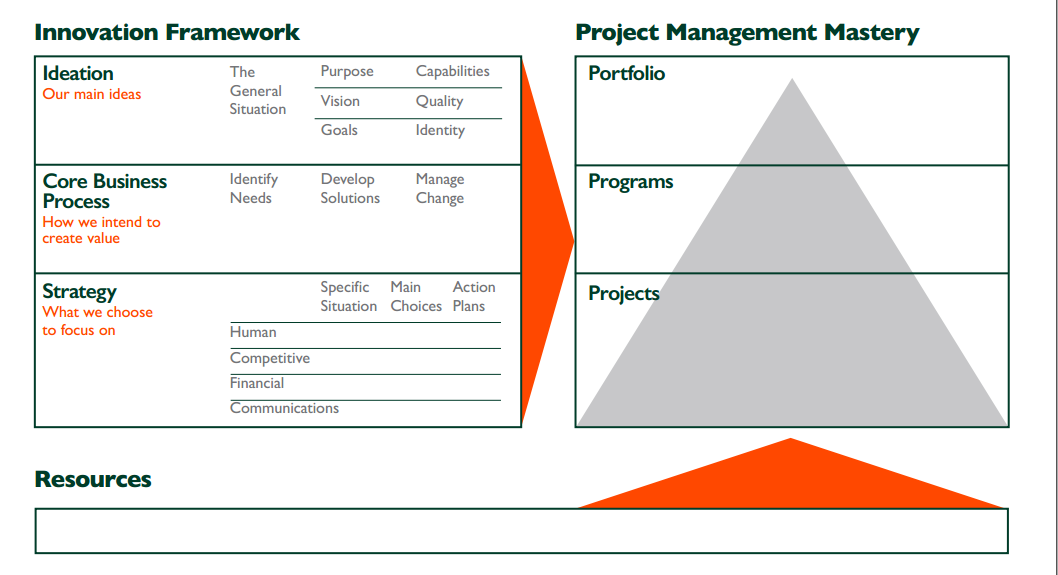 Innovation Framework
Ideation
Our main ideas
The
General
Situation
Purpose Capabilities
Vision Quality
Goals Identity
Core Business
Process
How we intend to
create value
Identify
Needs
Develop
Solutions
Manage
Change
Strategy
What we choose
to focus on
Specific
Situation
Main
Choices
Action
Plans
Human
Competitive
Financial
Communications
Project Management Mastery
Portfolio
Programs
Projects
Resources